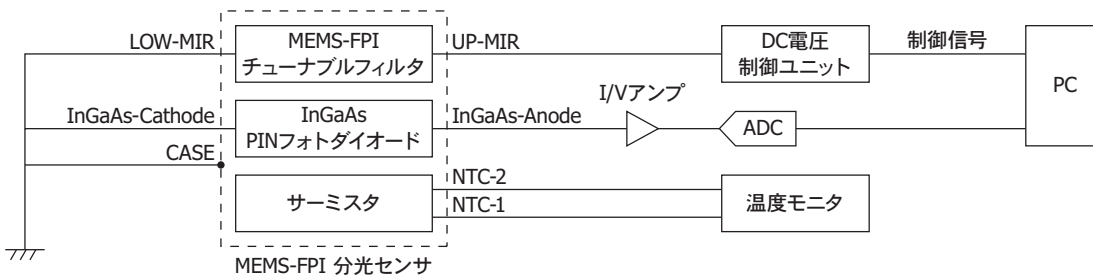 LOW-MIR
MEMS-FPI
チューナブルフィルタ
UP-MIR
DC電圧
制御ユニット
制御信号
PC
InGaAs-Cathode
InGaAs
PINフォトダイオード
InGaAs-Anode
I/Vアンプ
ADC
CASE
サーミスタ
NTC-2
NTC-1
温度モニタ
MEMS-FPI 分光センサ